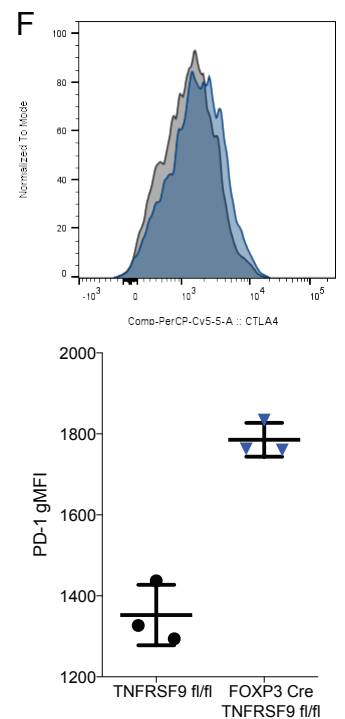 F
100
80
60
40
20
0
Normalized To Mode
-10³ 0 10³ 10⁴ 10⁵
Comp-PerCP-Cy5-5-A :: CTLA4
2000
1800
1600
1400
1200
PD-1 gMFI
TNFRSF9 fl/fl
FOXP3 Cre
TNFRSF9 fl/fl